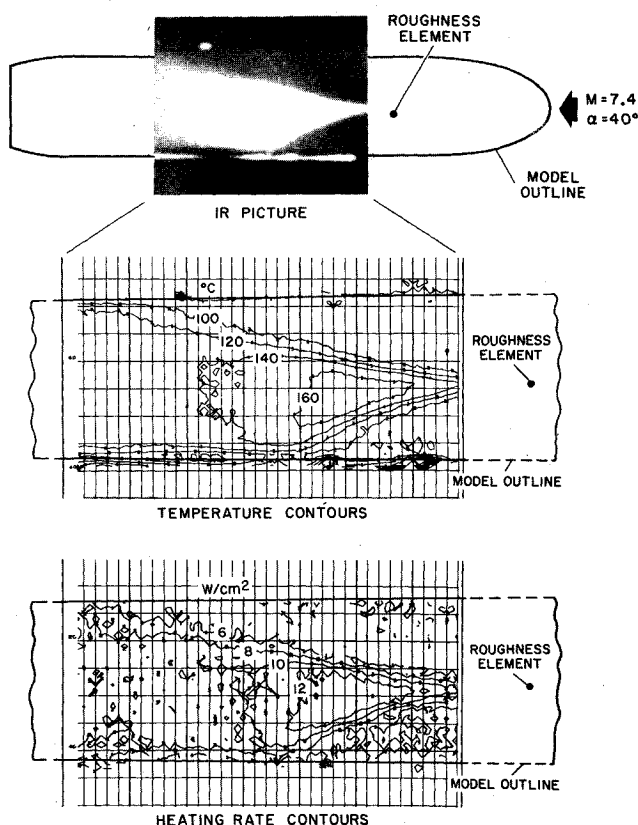 ROUGHNESS
ELEMENT
M=7.4
α=40°
MODEL
OUTLINE
IR PICTURE
°C
100
120
140
160
ROUGHNESS
ELEMENT
MODEL OUTLINE
TEMPERATURE CONTOURS
W/cm²
6
8
10
12
ROUGHNESS
ELEMENT
MODEL OUTLINE
HEATING RATE CONTOURS